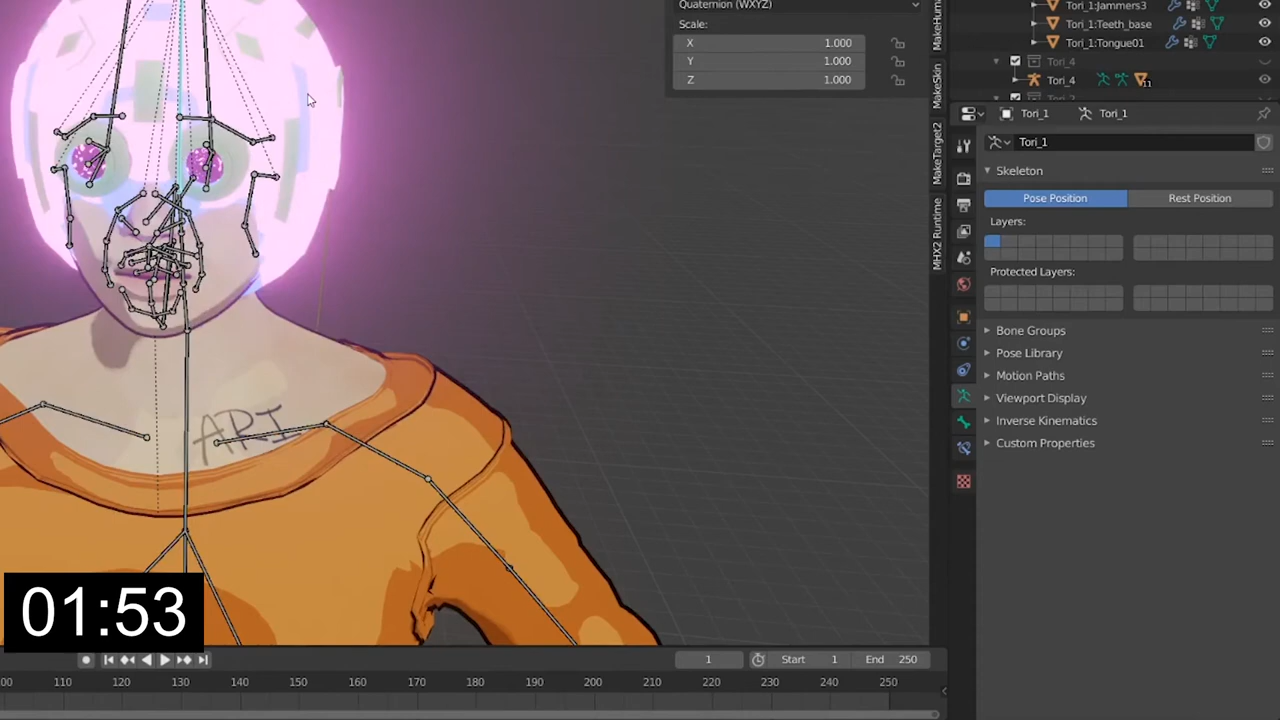 Quaternion (WXYZ)
Scale:
X 1.000
Y 1.000
Z 1.000
MakeSkin
MakeTarget2
MHX2 Runtime
Tori_1:Jammers3
Tori_1:Teeth_base
Tori_1:Tongue01
Tori_4
Tori_4
11
Tori_1 Tori_1
Tori_1
Skeleton
Pose Position Rest Position
Layers:
Protected Layers:
Bone Groups
Pose Library
Motion Paths
Viewport Display
Inverse Kinematics
Custom Properties
ARI
01:53
1 Start 1 End 250
110 120 130 140 150 160 170 180 190 200 210 220 230 240 250